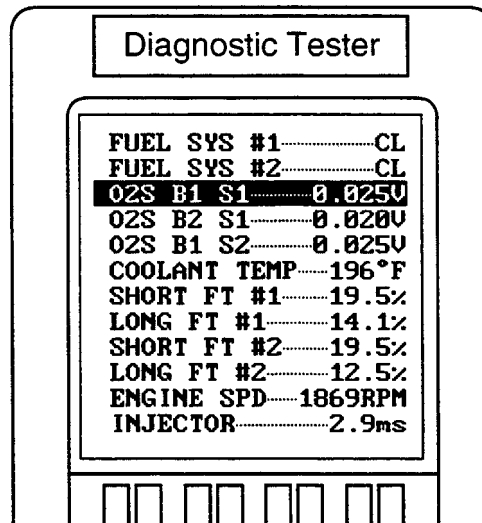 Diagnostic Tester
FUEL SYS #1............CL
FUEL SYS #2............CL
O2S B1 S1............0.025V
O2S B2 S1............0.020V
O2S B1 S2............0.025V
COOLANT TEMP......196°F
SHORT FT #1............19.5%
LONG FT #1............14.1%
SHORT FT #2............19.5%
LONG FT #2............12.5%
ENGINE SPD......1869RPM
INJECTOR............2.9ms